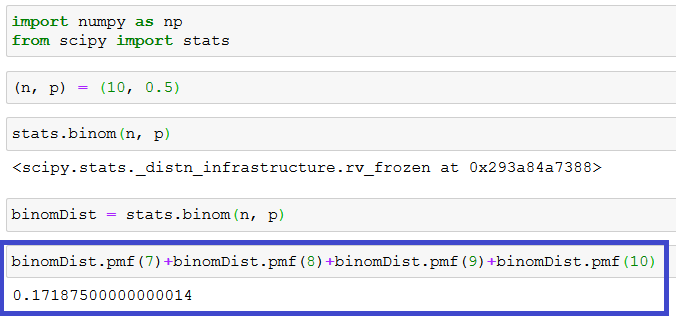 import numpy as np
from scipy import stats
(n, p) = (10, 0.5)
stats.binom(n, p)
<scipy.stats._distn_infrastructure.rv_frozen at 0x293a84a7388>
binomDist = stats.binom(n, p)
binomDist.pmf(7)+binomDist.pmf(8)+binomDist.pmf(9)+binomDist.pmf(10)
0.17187500000000014